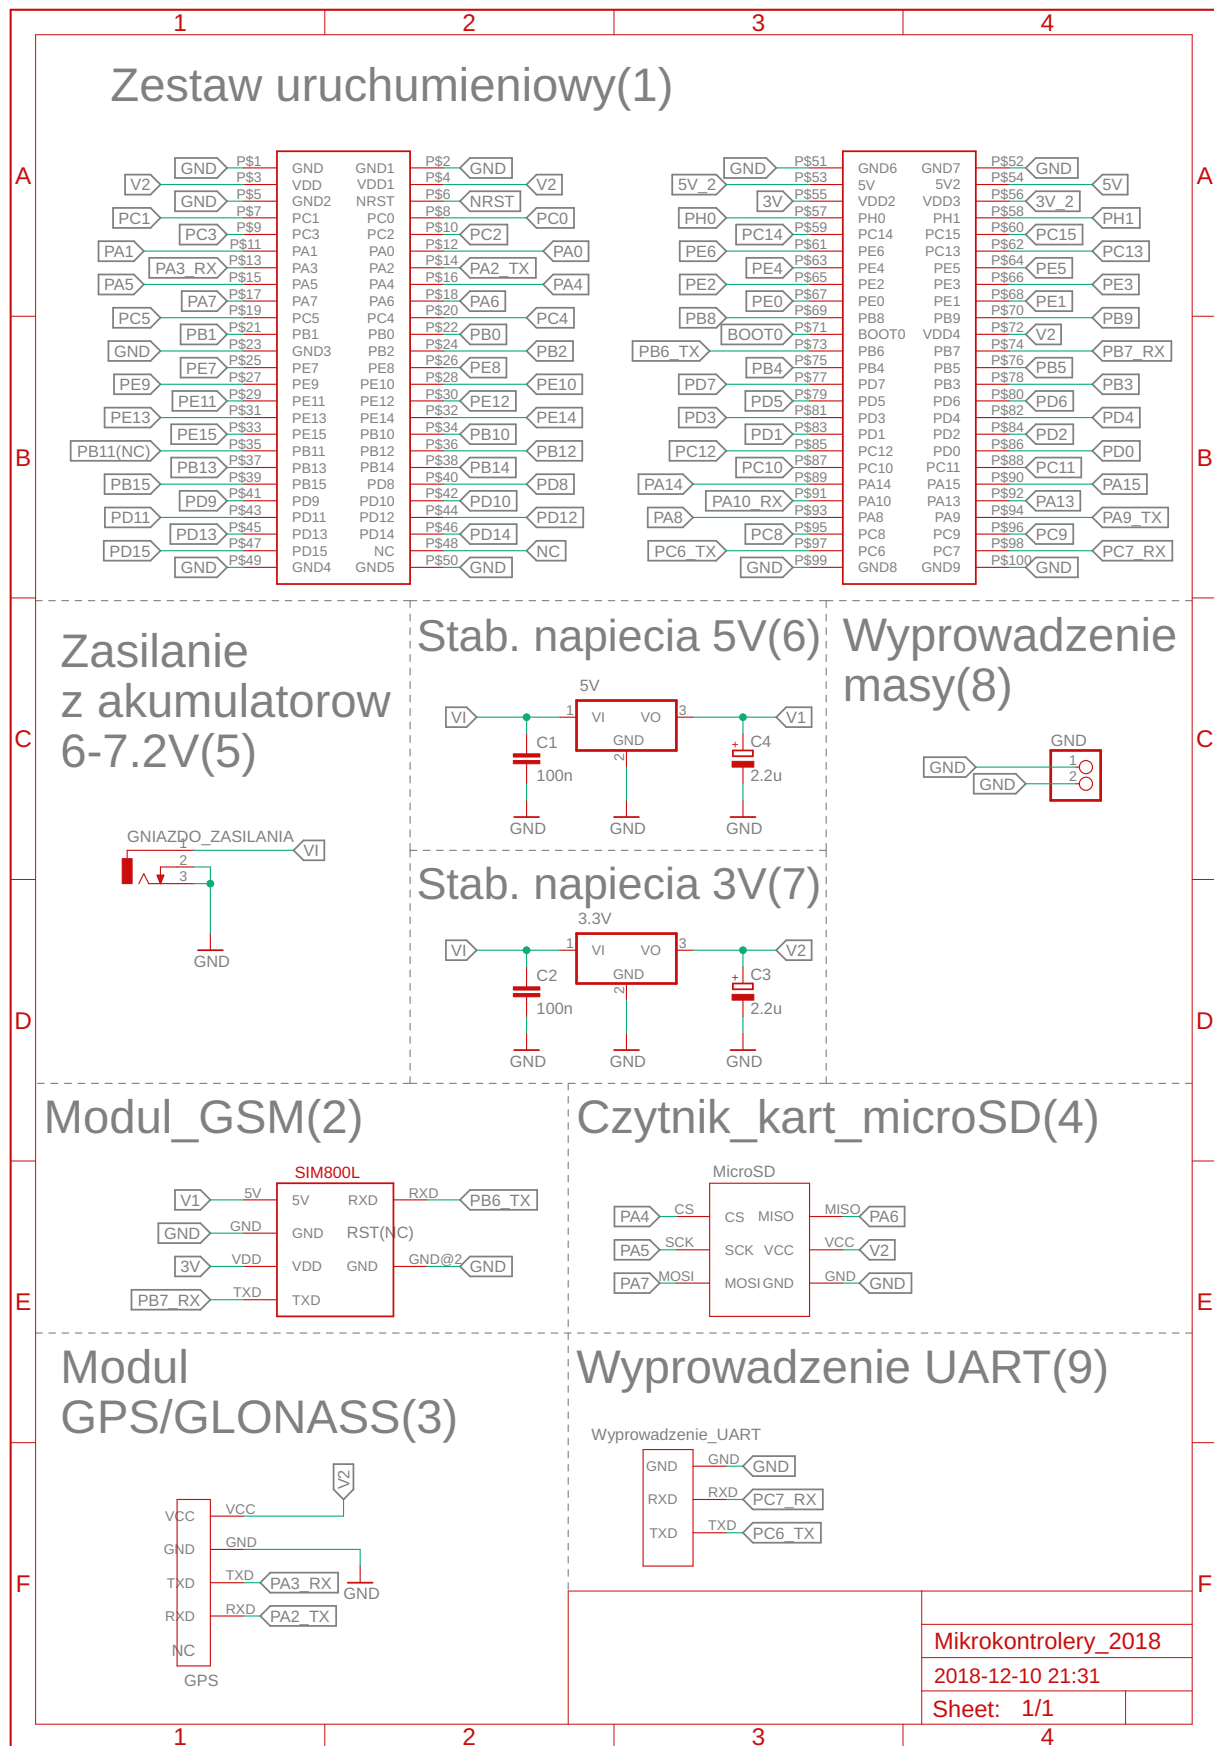 1 2 3 4
Zestaw uruchumieniowy(1)
A A
GND P$1 GND GND1 P$2 GND
V2 P$3 VDD VDD1 P$4 V2
GND P$5 GND2 NRST P$6 NRST
PC1 P$7 PC1 PC0 P$8 PC0
PC3 P$9 PC3 PC2 P$10 PC2
PA1 P$11 PA1 PA0 P$12 PA0
PA3_RX P$13 PA3 PA2 P$14 PA2_TX
PA5 P$15 PA5 PA4 P$16 PA4
PA7 P$17 PA7 PA6 P$18 PA6
PC5 P$19 PC5 PC4 P$20 PC4
PB1 P$21 PB1 PB0 P$22 PB0
GND P$23 GND3 PB2 P$24 PB2
PE7 P$25 PE7 PE8 P$26 PE8
PE9 P$27 PE9 PE10 P$28 PE10
PE11 P$29 PE11 PE12 P$30 PE12
PE13 P$31 PE13 PE14 P$32 PE14
PE15 P$33 PE15 PB10 P$34 PB10
PB11(NC) P$35 PB11 PB12 P$36 PB12
PB13 P$37 PB13 PB14 P$38 PB14
PB15 P$39 PB15 PD8 P$40 PD8
PD9 P$41 PD9 PD10 P$42 PD10
PD11 P$43 PD11 PD12 P$44 PD12
PD13 P$45 PD13 PD14 P$46 PD14
PD15 P$47 PD15 NC P$48 NC
GND P$49 GND4 GND5 P$50 GND
GND P$51 GND6 GND7 P$52 GND
5V_2 P$53 5V 5V2 P$54 5V
3V P$55 VDD2 VDD3 P$56 3V_2
PH0 P$57 PH0 PH1 P$58 PH1
PC14 P$59 PC14 PC15 P$60 PC15
PE6 P$61 PE6 PC13 P$62 PC13
PE4 P$63 PE4 PE5 P$64 PE5
PE2 P$65 PE2 PE3 P$66 PE3
PE0 P$67 PE0 PE1 P$68 PE1
PB8 P$69 PB8 PB9 P$70 PB9
BOOT0 P$71 BOOT0 VDD4 P$72 V2
PB6_TX P$73 PB6 PB7 P$74 PB7_RX
PB4 P$75 PB4 PB5 P$76 PB5
PD7 P$77 PD7 PB3 P$78 PB3
PD5 P$79 PD5 PD6 P$80 PD6
PD3 P$81 PD3 PD4 P$82 PD4
PD1 P$83 PD1 PD2 P$84 PD2
PC12 P$85 PC12 PD0 P$86 PD0
PC10 P$87 PC10 PC11 P$88 PC11
PA14 P$89 PA14 PA15 P$90 PA15
PA10_RX P$91 PA10 PA13 P$92 PA13
PA8 P$93 PA8 PA9 P$94 PA9_TX
PC8 P$95 PC8 PC9 P$96 PC9
PC6_TX P$97 PC6 PC7 P$98 PC7_RX
GND P$99 GND8 GND9 P$100 GND
B B
Zasilanie
z akumulatorow
6-7.2V(5)
GNIAZDO_ZASILANIA
1 VI
2
3
GND
Stab. napiecia 5V(6)
5V
VI 1 VI VO 3 V1
GND
2
C1
100n
+ C4
2.2u
GND GND GND
Wyprowadzenie
masy(8)
GND
GND 1
GND 2
C C
Stab. napiecia 3V(7)
3.3V
VI 1 VI VO 3 V2
GND
2
C2
100n
+ C3
2.2u
GND GND GND
D D
Modul_GSM(2)
SIM800L
V1 5V 5V RXD RXD PB6_TX
GND GND GND RST(NC)
3V VDD VDD GND GND@2 GND
PB7_RX TXD TXD
Czytnik_kart_microSD(4)
MicroSD
PA4 CS CS MISO MISO PA6
PA5 SCK SCK VCC VCC V2
PA7 MOSI MOSI GND GND GND
E E
Modul
GPS/GLONASS(3)
V2
VCC VCC
GND GND
TXD TXD PA3_RX GND
RXD RXD PA2_TX
NC
GPS
Wyprowadzenie UART(9)
Wyprowadzenie_UART
GND GND GND
RXD RXD PC7_RX
TXD TXD PC6_TX
F F
Mikrokontrolery_2018
2018-12-10 21:31
Sheet: 1/1
1 2 3 4